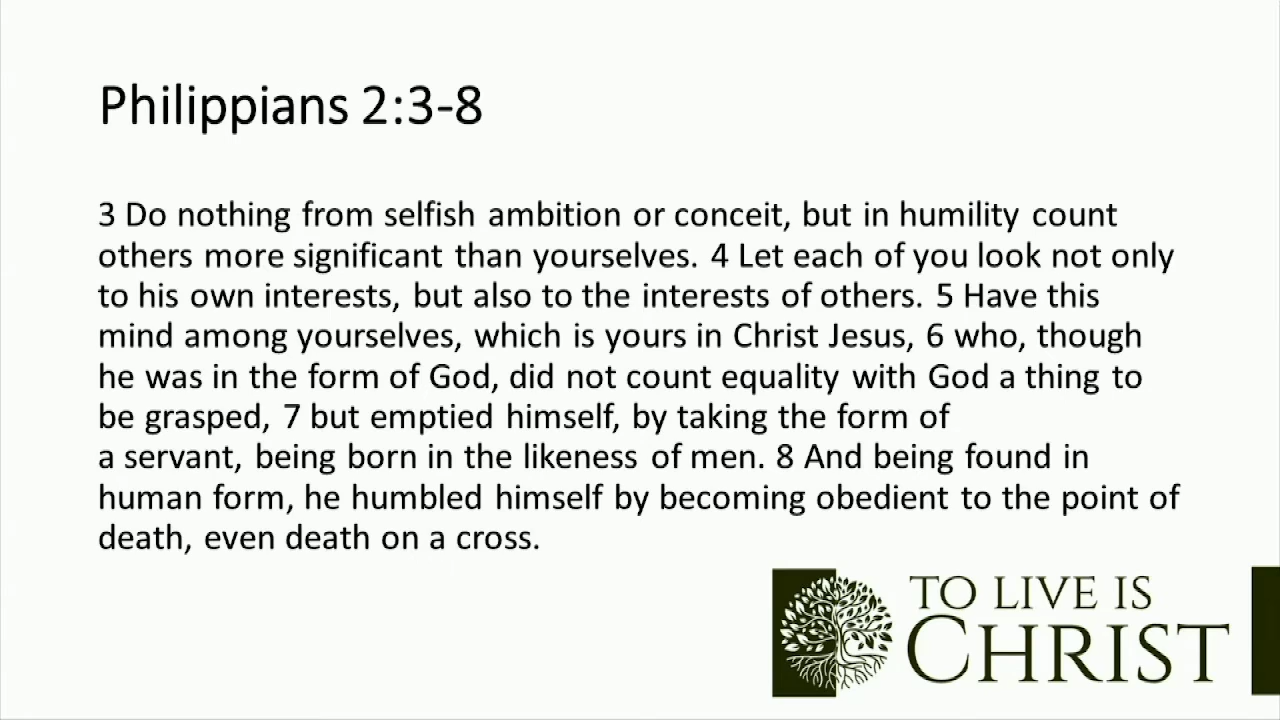 Philippians 2:3-8
3 Do nothing from selfish ambition or conceit, but in humility count
others more significant than yourselves. 4 Let each of you look not only
to his own interests, but also to the interests of others. 5 Have this
mind among yourselves, which is yours in Christ Jesus, 6 who, though
he was in the form of God, did not count equality with God a thing to
be grasped, 7 but emptied himself, by taking the form of
a servant, being born in the likeness of men. 8 And being found in
human form, he humbled himself by becoming obedient to the point of
death, even death on a cross.
TO LIVE IS
CHRIST